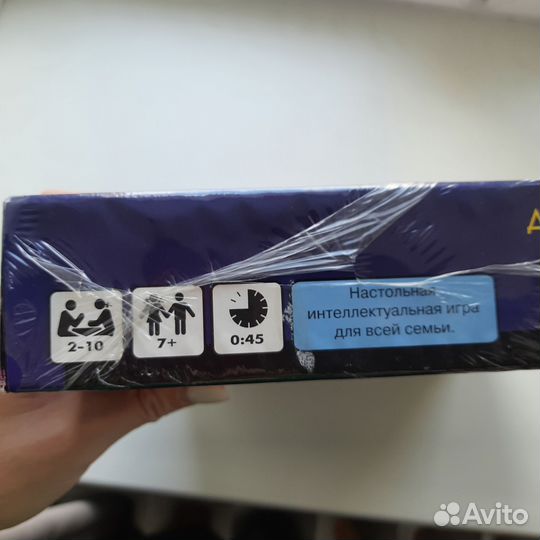 2-10
7+
0:45
Настольная
интеллектуальная игра
для всей семьи.
Avito